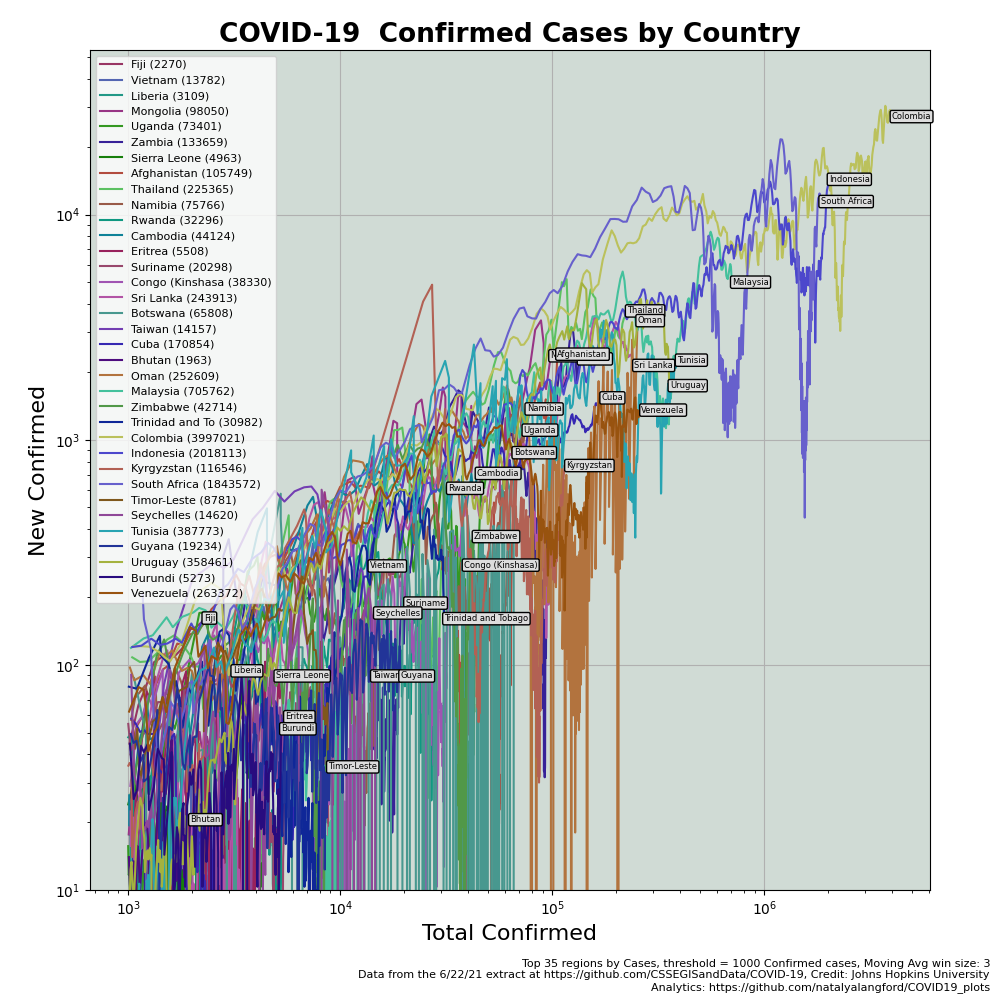 COVID-19  Confirmed Cases by Country
Fiji (2270)
Vietnam (13782)
Liberia (3109)
Mongolia (98050)
Uganda (73401)
Zambia (133659)
Sierra Leone (4963)
Afghanistan (105749)
Thailand (225365)
Namibia (75766)
Rwanda (32296)
Cambodia (44124)
Eritrea (5508)
Suriname (20298)
Congo (Kinshasa (38330)
Sri Lanka (243913)
Botswana (65808)
Taiwan (14157)
Cuba (170854)
Bhutan (1963)
Oman (252609)
Malaysia (705762)
Zimbabwe (42714)
Trinidad and To (30982)
Colombia (3997021)
Indonesia (2018113)
Kyrgyzstan (116546)
South Africa (1843572)
Timor-Leste (8781)
Seychelles (14620)
Tunisia (387773)
Guyana (19234)
Uruguay (358461)
Burundi (5273)
Venezuela (263372)
Colombia
Indonesia
South Africa
Malaysia
Thailand
Oman
Afghanistan
Tunisia
Sri Lanka
Uruguay
Cuba
Namibia
Venezuela
Uganda
Botswana
Kyrgyzstan
Cambodia
Rwanda
Zimbabwe
Vietnam
Congo (Kinshasa)
Suriname
Seychelles
Fiji
Trinidad and Tobago
Liberia
Sierra Leone
Taiwan
Guyana
Eritrea
Burundi
Timor-Leste
Bhutan
10⁴
10³
10²
10¹
New Confirmed
10³
10⁴
10⁵
10⁶
Total Confirmed
Top 35 regions by Cases, threshold = 1000 Confirmed cases, Moving Avg win size: 3
Data from the 6/22/21 extract at https://github.com/CSSEGISandData/COVID-19, Credit: Johns Hopkins University
Analytics: https://github.com/natalyalangford/COVID19_plots